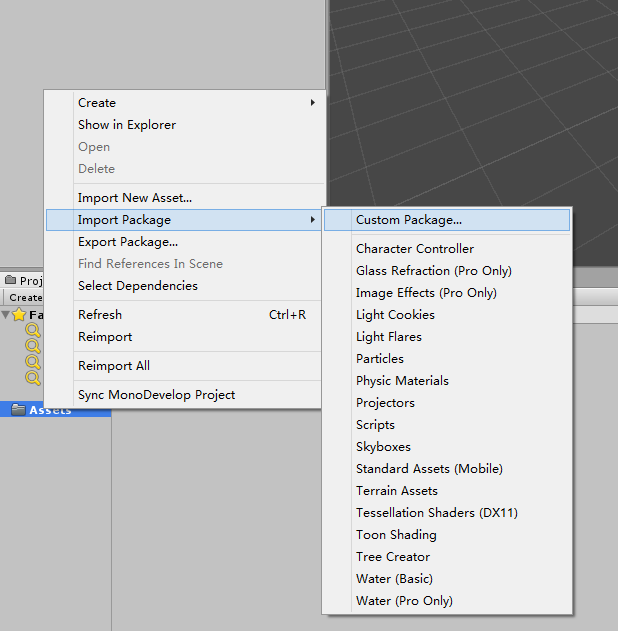 Create
Show in Explorer
Open
Delete
Import New Asset...
Import Package
Export Package...
Find References In Scene
Select Dependencies
Refresh Ctrl+R
Reimport
Reimport All
Sync MonoDevelop Project
Custom Package...
Character Controller
Glass Refraction (Pro Only)
Image Effects (Pro Only)
Light Cookies
Light Flares
Particles
Physic Materials
Projectors
Scripts
Skyboxes
Standard Assets (Mobile)
Terrain Assets
Tessellation Shaders (DX11)
Toon Shading
Tree Creator
Water (Basic)
Water (Pro Only)
Proj
Create
Fa
Assets